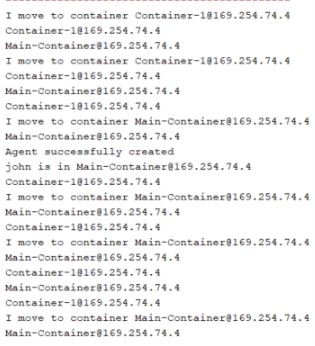 I move to container Container-1@169.254.74.4
Container-1@169.254.74.4
Main-Container@169.254.74.4
I move to container Container-1@169.254.74.4
Container-1@169.254.74.4
Main-Container@169.254.74.4
Container-1@169.254.74.4
I move to container Main-Container@169.254.74.4
Main-Container@169.254.74.4
Agent successfully created
john is in Main-Container@169.254.74.4
Container-1@169.254.74.4
I move to container Main-Container@169.254.74.4
Main-Container@169.254.74.4
Container-1@169.254.74.4
I move to container Main-Container@169.254.74.4
Main-Container@169.254.74.4
Container-1@169.254.74.4
Main-Container@169.254.74.4
Container-1@169.254.74.4
I move to container Main-Container@169.254.74.4
Main-Container@169.254.74.4